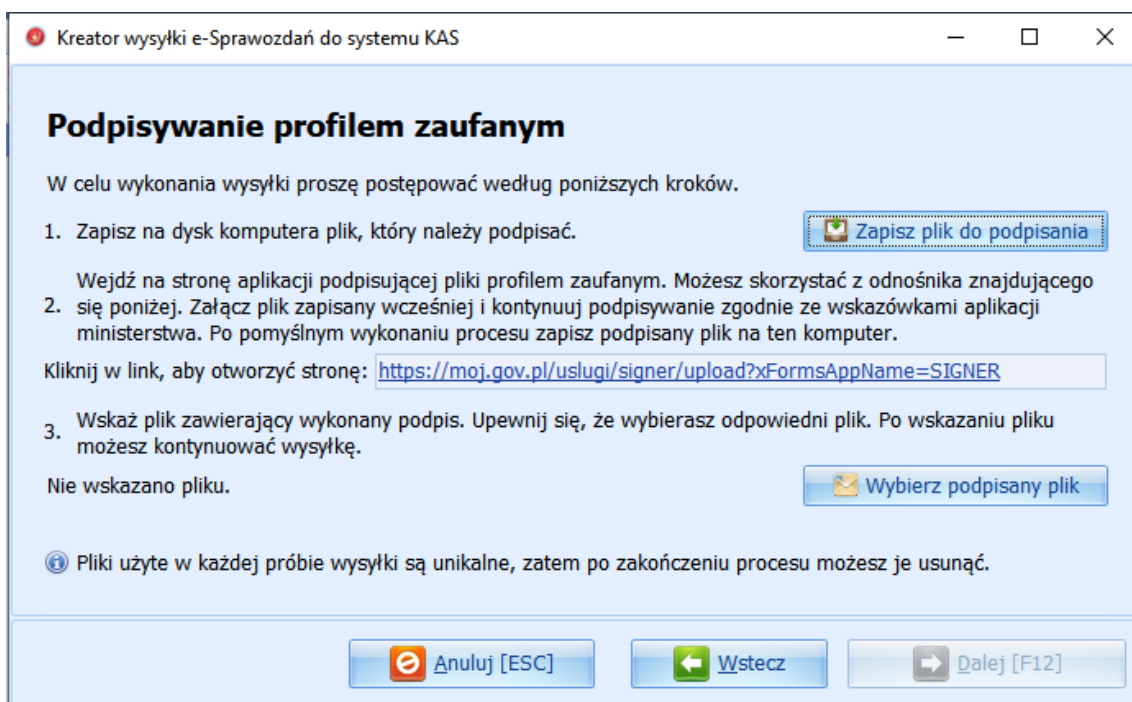 Kreator wysyłki e-Sprawozdań do systemu KAS
Podpisywanie profilem zaufanym
W celu wykonania wysyłki proszę postępować według poniższych kroków.
1. Zapisz na dysk komputera plik, który należy podpisać.
Zapisz plik do podpisania
Wejdź na stronę aplikacji podpisującej pliki profilem zaufanym. Możesz skorzystać z odnośnika znajdującego
2. się poniżej. Załącz plik zapisany wcześniej i kontynuuj podpisywanie zgodnie ze wskazówkami aplikacji
ministerstwa. Po pomyślnym wykonaniu procesu zapisz podpisany plik na ten komputer.
Kliknij w link, aby otworzyć stronę: https://moj.gov.pl/uslugi/signer/upload?xFormsAppName=SIGNER
3. Wskaż plik zawierający wykonany podpis. Upewnij się, że wybierasz odpowiedni plik. Po wskazaniu pliku
możesz kontynuować wysyłkę.
Nie wskazano pliku.
Wybierz podpisany plik
Pliki użyte w każdej próbie wysyłki są unikalne, zatem po zakończeniu procesu możesz je usunąć.
Anuluj [ESC]
Wstecz
Dalej [F12]